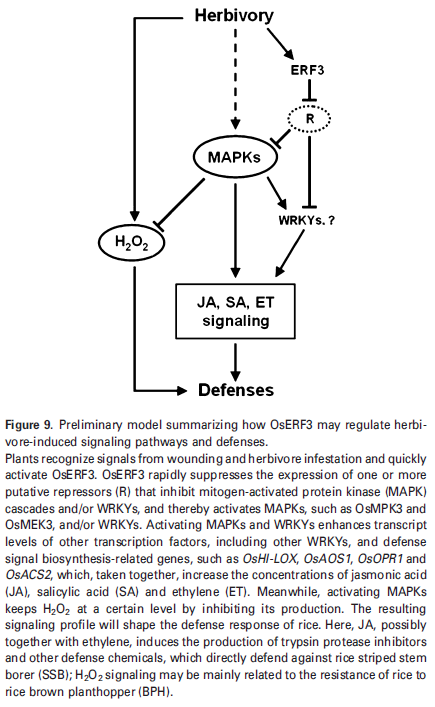 Herbivory
ERF3
R
MAPKs
WRKYs, ?
H2O2
JA, SA, ET
signaling
Defenses
Figure 9. Preliminary model summarizing how OsERF3 may regulate herbi-
vore-induced signaling pathways and defenses.
Plants recognize signals from wounding and herbivore infestation and quickly
activate OsERF3. OsERF3 rapidly suppresses the expression of one or more
putative repressors (R) that inhibit mitogen-activated protein kinase (MAPK)
cascades and/or WRKYs, and thereby activates MAPKs, such as OsMPK3 and
OsMEK3, and/or WRKYs. Activating MAPKs and WRKYs enhances transcript
levels of other transcription factors, including other WRKYs, and defense
signal biosynthesis-related genes, such as OsHI-LOX, OsAOS1, OsOPR1 and
OsACS2, which, taken together, increase the concentrations of jasmonic acid
(JA), salicylic acid (SA) and ethylene (ET). Meanwhile, activating MAPKs
keeps H2O2 at a certain level by inhibiting its production. The resulting
signaling profile will shape the defense response of rice. Here, JA, possibly
together with ethylene, induces the production of trypsin protease inhibitors
and other defense chemicals, which directly defend against rice striped stem
borer (SSB); H2O2 signaling may be mainly related to the resistance of rice to
rice brown planthopper (BPH).